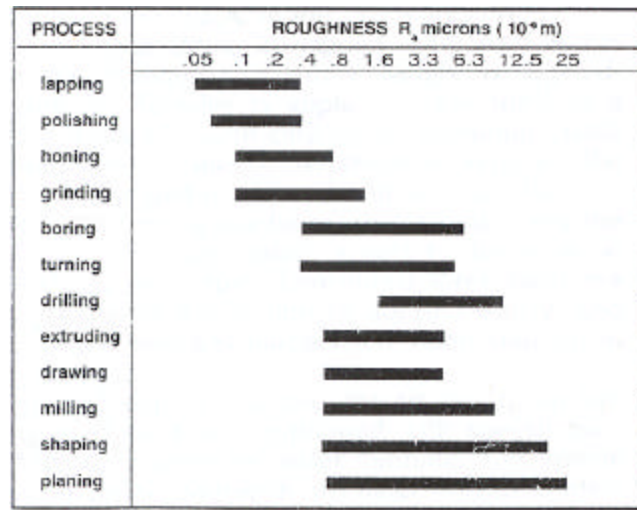 PROCESS ROUGHNESS Ra microns ( 10⁻⁶ m)
.05 .1 .2 .4 .8 1.6 3.3 6.3 12.5 25
lapping
polishing
honing
grinding
boring
turning
drilling
extruding
drawing
milling
shaping
planing